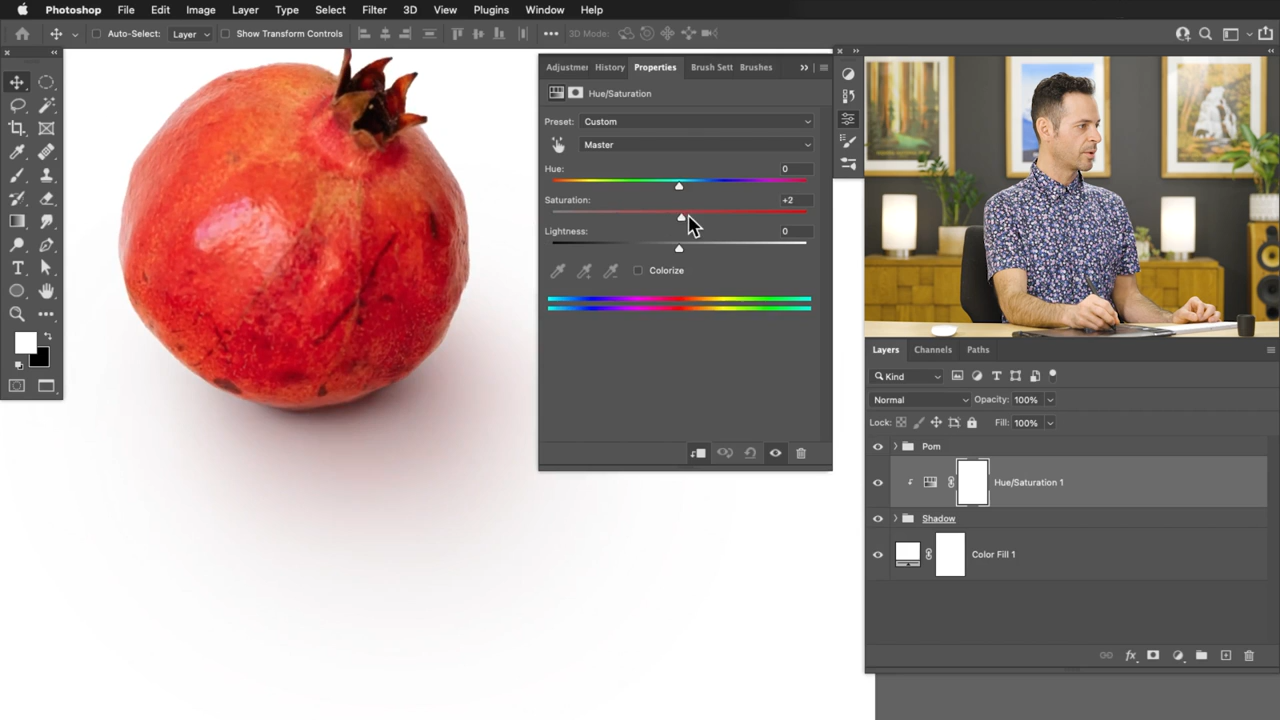 Photoshop File Edit Image Layer Type Select Filter 3D View Plugins Window Help
Auto-Select: Layer Show Transform Controls ••• 3D Mode:
Adjustmer History Properties Brush Sett Brushes
Hue/Saturation
Preset: Custom
Master
Hue: 0
Saturation: +2
Lightness: 0
Colorize
Layers Channels Paths
Kind
Normal Opacity: 100%
Lock: Fill: 100%
Pom
Hue/Saturation 1
Shadow
Color Fill 1